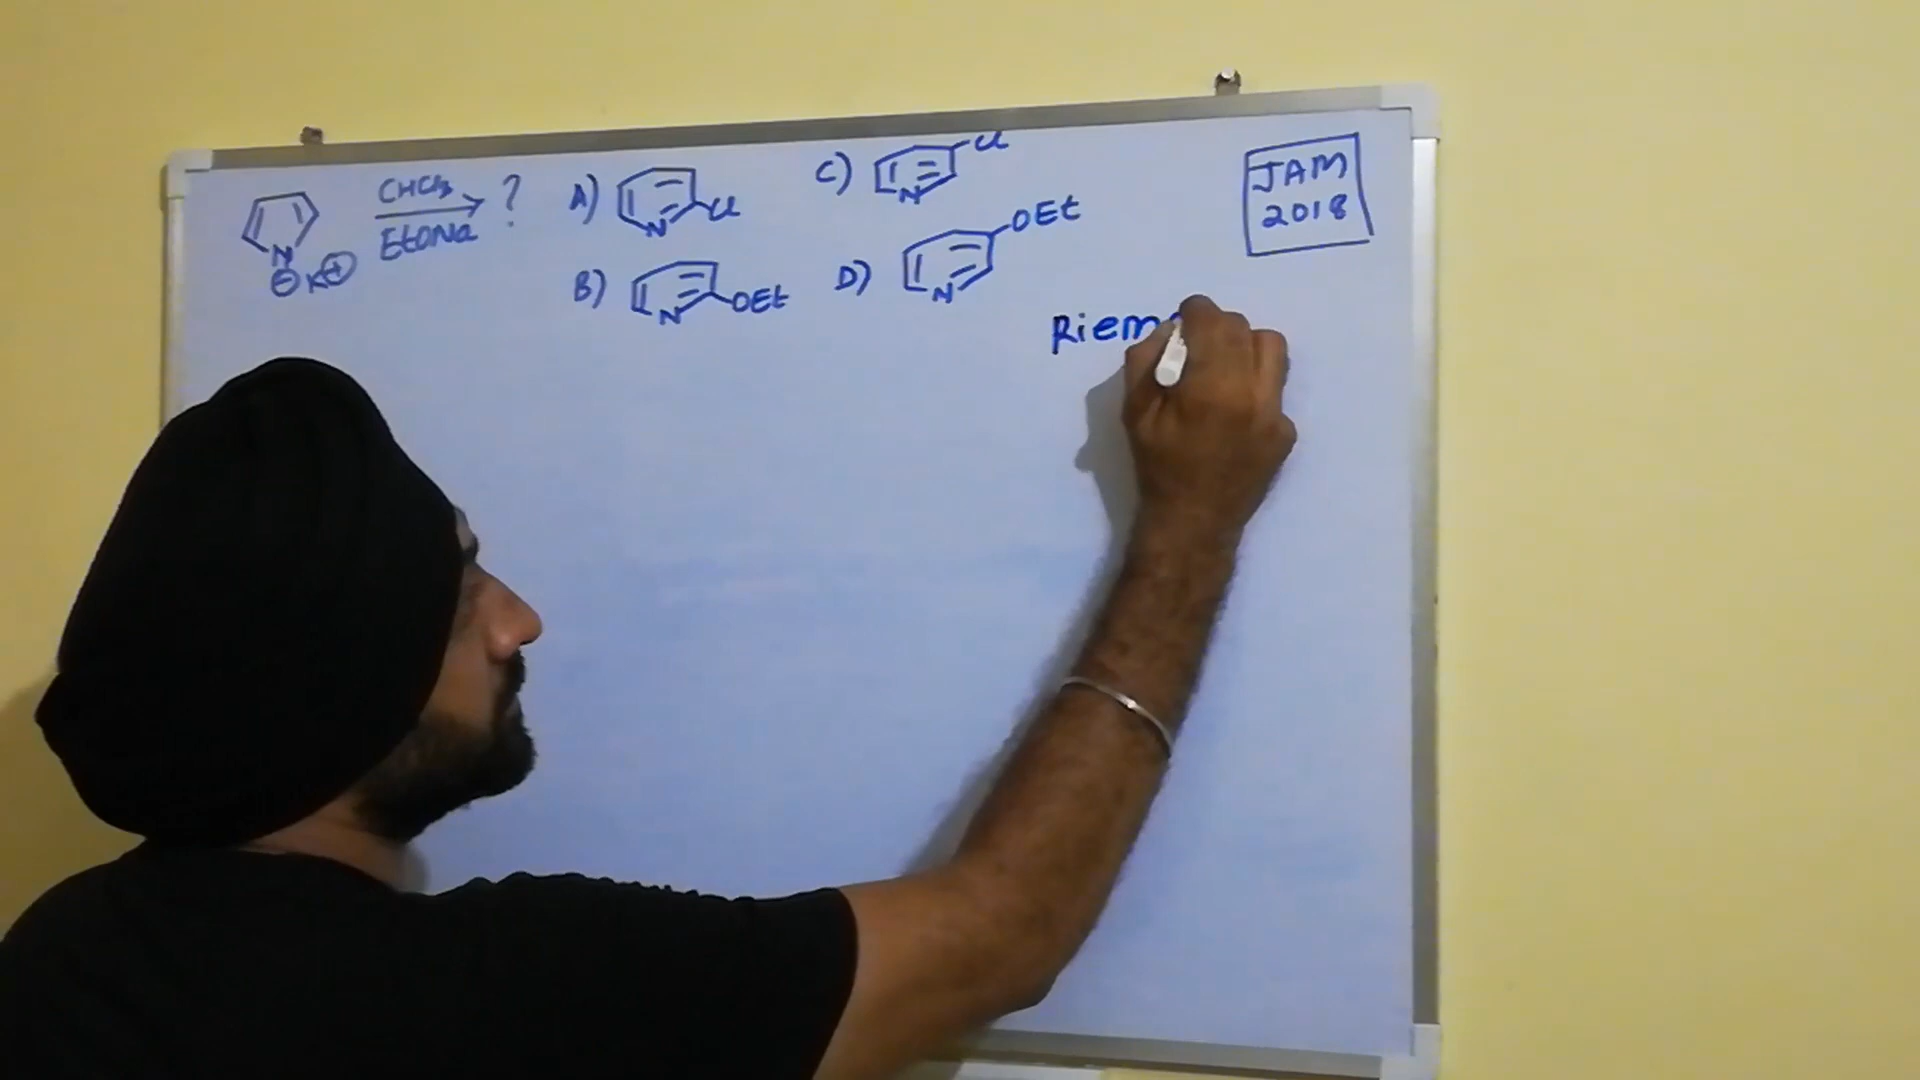 CHCl3
EtONa
?
N
⊖ K⊕
A)
N
Cl
B)
N
OEt
C)
N
Cl
D)
N
OEt
JAM
2018
Riem